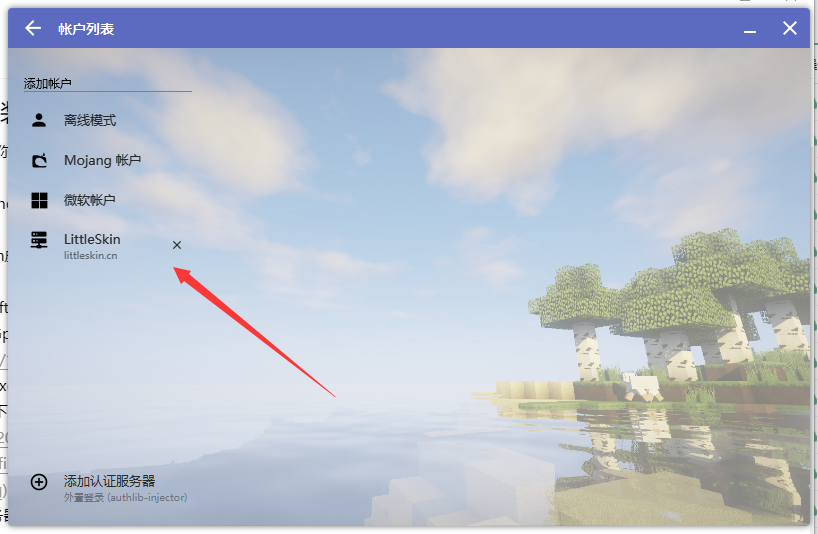 帐户列表
添加帐户
离线模式
Mojang 帐户
微软帐户
LittleSkin
littleskin.cn
添加认证服务器
外置登录 (authlib-injector)